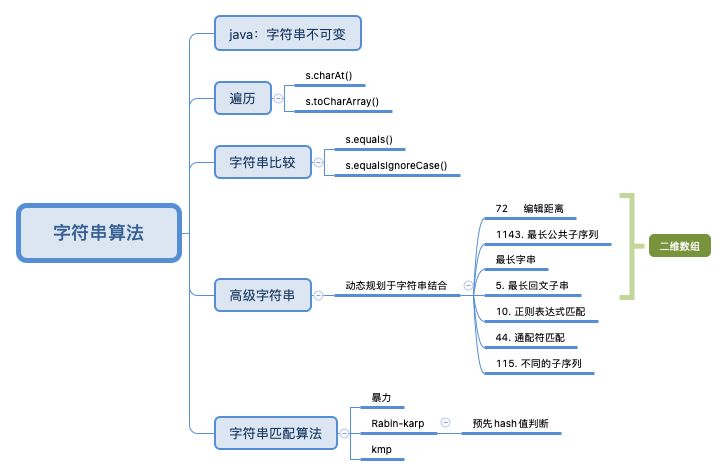 字符串算法
java：字符串不可变
遍历
s.charAt()
s.toCharArray()
字符串比较
s.equals()
s.equalsIgnoreCase()
高级字符串
动态规划于字符串结合
72 编辑距离
1143. 最长公共子序列
最长字串
5. 最长回文子串
10. 正则表达式匹配
44. 通配符匹配
115. 不同的子序列
二维数组
字符串匹配算法
暴力
Rabin-karp
预先hash值判断
kmp